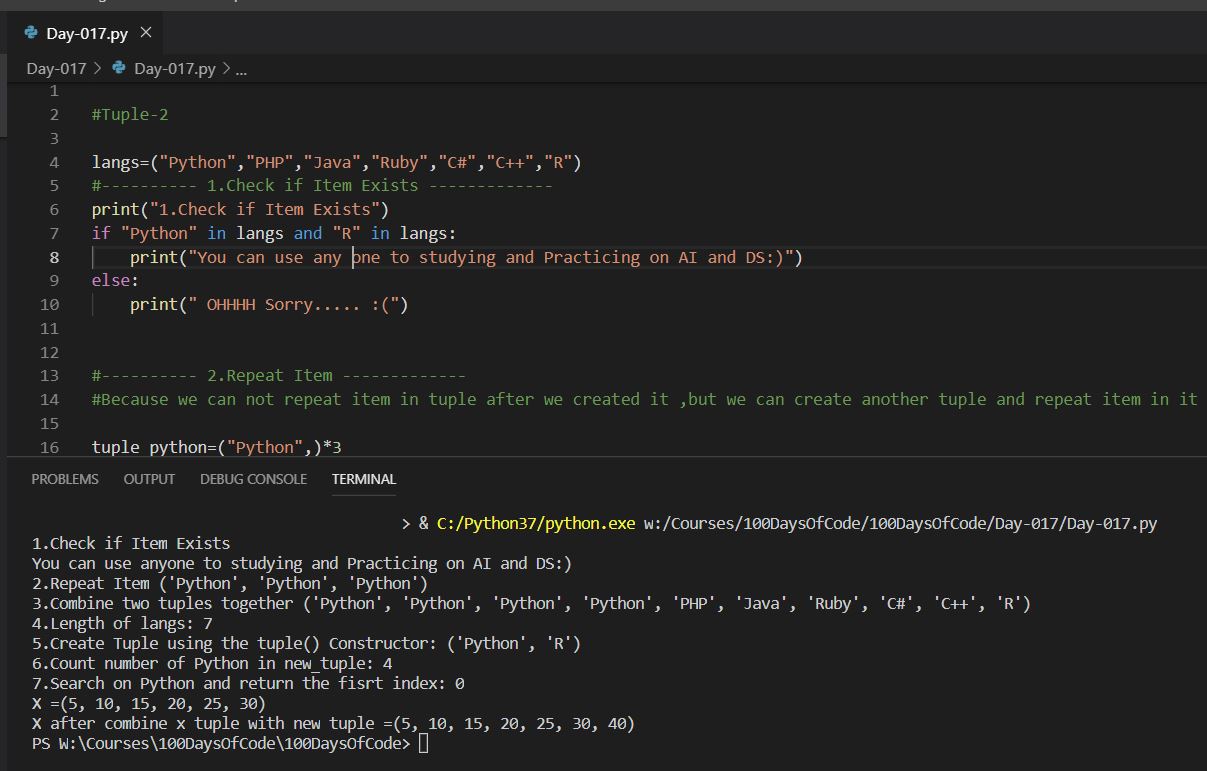 Day-017.py ×
Day-017 > Day-017.py > ...
1
2 #Tuple-2
3
4 langs=("Python","PHP","Java","Ruby","C#","C++","R")
5 #---------- 1.Check if Item Exists -------------
6 print("1.Check if Item Exists")
7 if "Python" in langs and "R" in langs:
8 print("You can use any one to studying and Practicing on AI and DS:)")
9 else:
10 print(" OHHHH Sorry..... :(")
11
12
13 #---------- 2.Repeat Item -------------
14 #Because we can not repeat item in tuple after we created it ,but we can create another tuple and repeat item in it
15
16 tuple_python=("Python",)*3
PROBLEMS OUTPUT DEBUG CONSOLE TERMINAL
> & C:/Python37/python.exe w:/Courses/100DaysOfCode/100DaysOfCode/Day-017/Day-017.py
1.Check if Item Exists
You can use anyone to studying and Practicing on AI and DS:)
2.Repeat Item ('Python', 'Python', 'Python')
3.Combine two tuples together ('Python', 'Python', 'Python', 'Python', 'PHP', 'Java', 'Ruby', 'C#', 'C++', 'R')
4.Length of langs: 7
5.Create Tuple using the tuple() Constructor: ('Python', 'R')
6.Count number of Python in new_tuple: 4
7.Search on Python and return the fisrt index: 0
X =(5, 10, 15, 20, 25, 30)
X after combine x tuple with new tuple =(5, 10, 15, 20, 25, 30, 40)
PS W:\Courses\100DaysOfCode\100DaysOfCode>